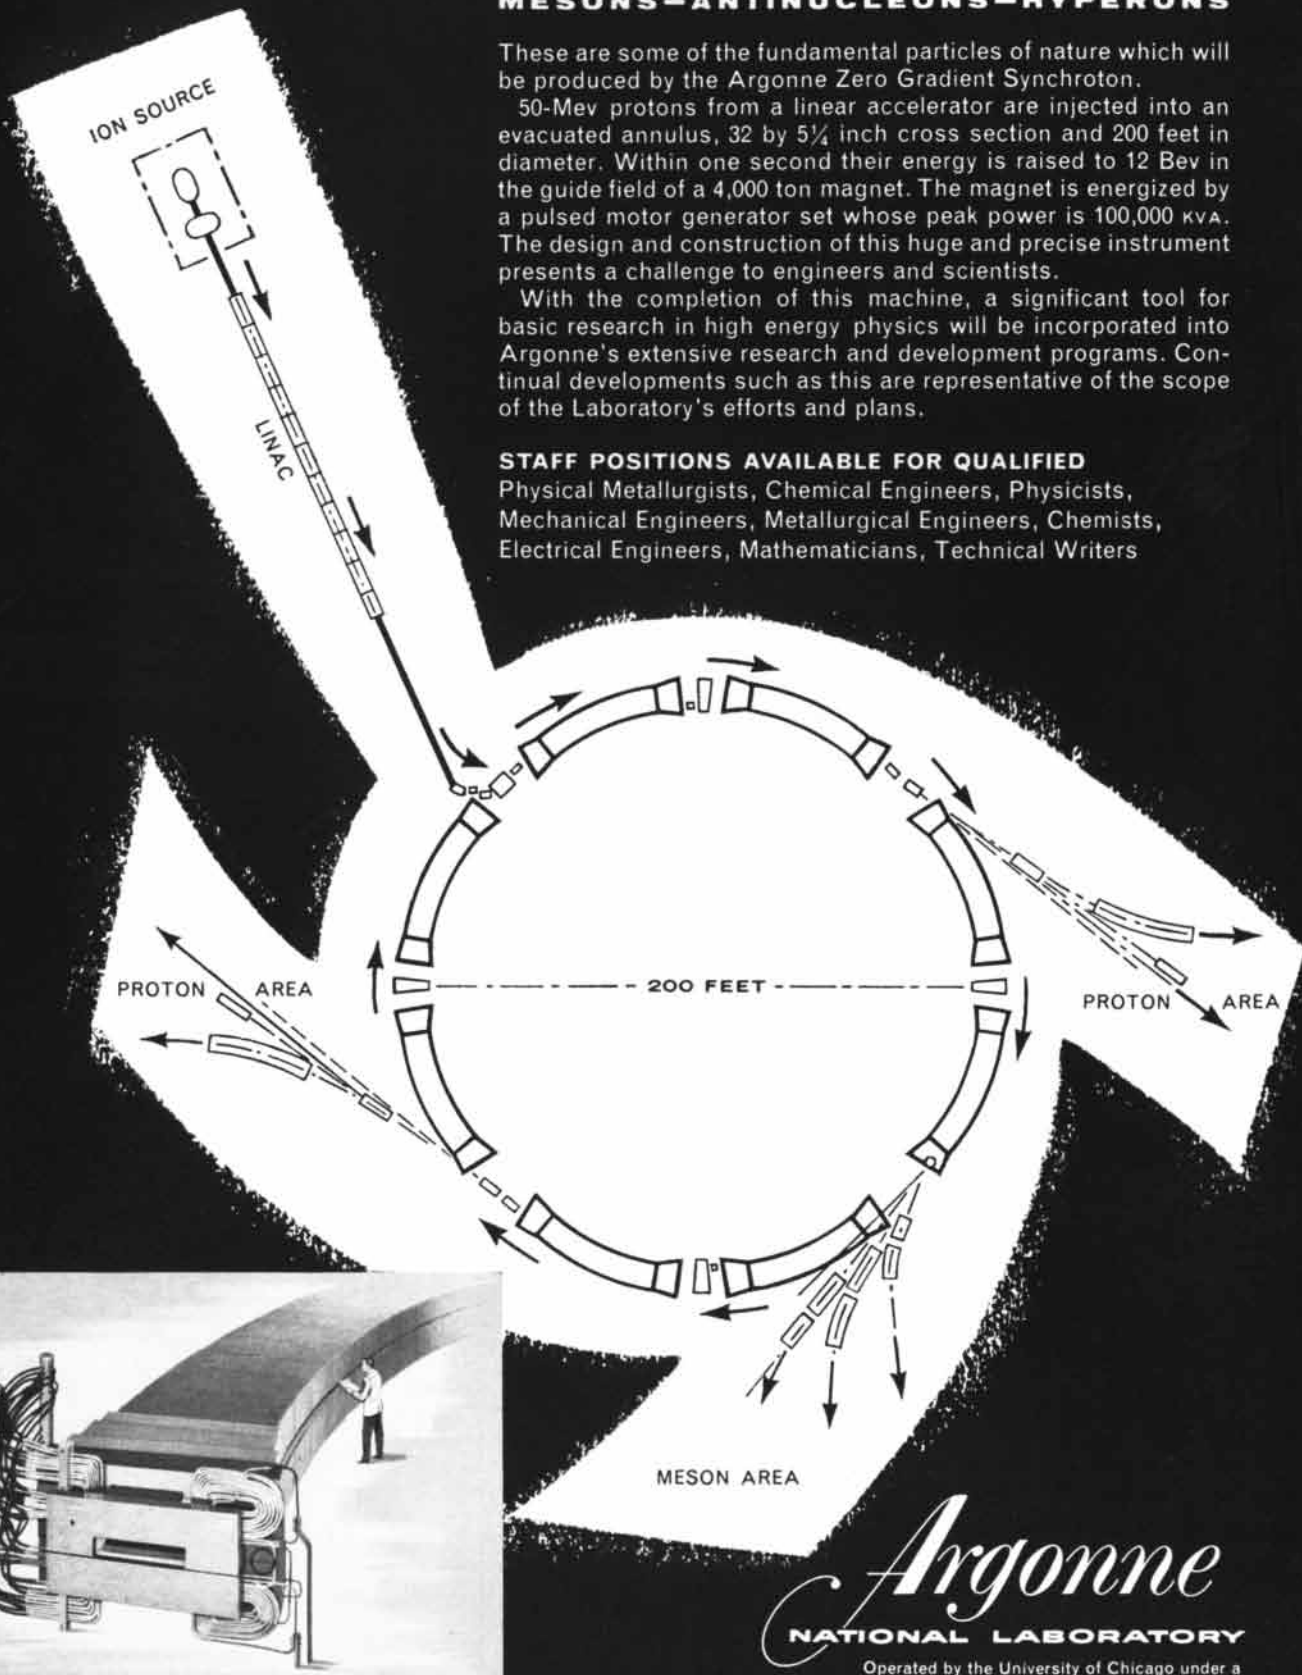 MESONS—ANTINUCLEONS—HYPERONS
These are some of the fundamental particles of nature which will
be produced by the Argonne Zero Gradient Synchroton.
50-Mev protons from a linear accelerator are injected into an
evacuated annulus, 32 by 5¼ inch cross section and 200 feet in
diameter. Within one second their energy is raised to 12 Bev in
the guide field of a 4,000 ton magnet. The magnet is energized by
a pulsed motor generator set whose peak power is 100,000 KVA.
The design and construction of this huge and precise instrument
presents a challenge to engineers and scientists.
With the completion of this machine, a significant tool for
basic research in high energy physics will be incorporated into
Argonne's extensive research and development programs. Con-
tinual developments such as this are representative of the scope
of the Laboratory's efforts and plans.
STAFF POSITIONS AVAILABLE FOR QUALIFIED
Physical Metallurgists, Chemical Engineers, Physicists,
Mechanical Engineers, Metallurgical Engineers, Chemists,
Electrical Engineers, Mathematicians, Technical Writers
ION SOURCE
LINAC
PROTON AREA
200 FEET
PROTON AREA
MESON AREA
Argonne
NATIONAL LABORATORY
Operated by the University of Chicago under a